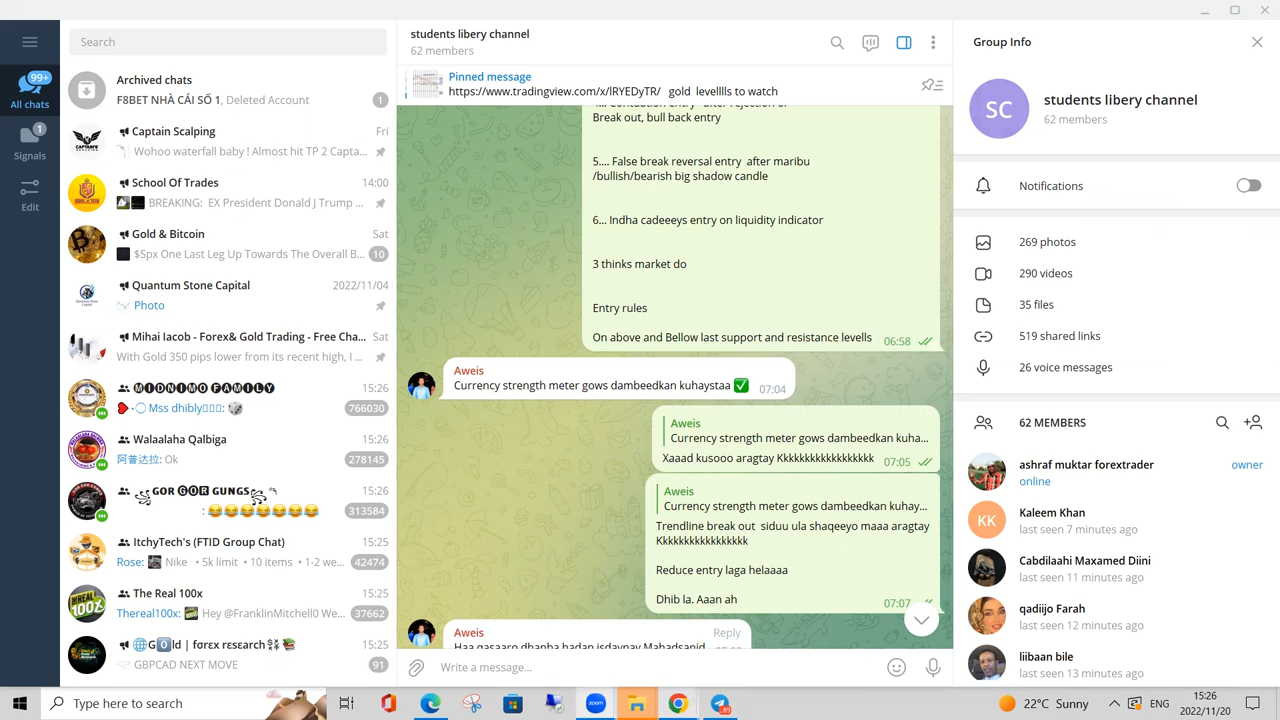 Search
99+
All chats
1
Signals
Edit
Archived chats
F8BET NHÀ CÁI SỐ 1, Deleted Account
1
Captain Scalping
Fri
Wohoo waterfall baby ! Almost hit TP 2 Capta...
School Of Trades
14:00
BREAKING: EX President Donald J Trump ...
Gold & Bitcoin
Sat
$Spx One Last Leg Up Towards The Overall B...
10
Quantum Stone Capital
2022/11/04
Photo
Mihai Iacob - Forex& Gold Trading - Free Cha...
Sat
With Gold 350 pips lower from its recent high, I ...
🅜🅘🅓🅝🅘🅜🅞 🅕🅐🅜🅘🅛🅨
15:26
Mss dhibly
766030
Walaalaha Qalbiga
15:26
阿普达拉: Ok
278145
GOR GOR GUNGS
15:26
: 😂😂😂😂😂😂😂
313584
ItchyTech's (FTID Group Chat)
15:25
Rose: Nike • 5k limit • 10 items • 1-2 we...
42474
The Real 100x
15:25
Thereal100x: Hey @FranklinMitchell0 We...
37662
🌐G0️ld | fσrεx rεsεarch
15:25
GBPCAD NEXT MOVE
91
students libery channel
62 members
Pinned message
https://www.tradingview.com/x/lRYEDyTR/ gold levelllls to watch
Break out, bull back entry
5.... False break reversal entry after maribu
/bullish/bearish big shadow candle
6... Indha cadeeeys entry on liquidity indicator
3 thinks market do
Entry rules
On above and Bellow last support and resistance levells
06:58
Aweis
Currency strength meter gows dambeedkan kuhaystaa ✅
07:04
Aweis
Currency strength meter gows dambeedkan kuha...
Xaaad kusooo aragtay Kkkkkkkkkkkkkkkkkk
07:05
Aweis
Currency strength meter gows dambeedkan kuhay...
Trendline break out siduu ula shaqeeyo maaa aragtay
Kkkkkkkkkkkkkkkk
Reduce entry laga helaaaa
Dhib la. Aaan ah
07:07
Aweis
Reply
Haa qasaaro dhanba hadan isdaynay Mahadsanid
Write a message...
Group Info
SC
students libery channel
62 members
Notifications
269 photos
290 videos
35 files
519 shared links
26 voice messages
62 MEMBERS
ashraf muktar forextrader
owner
online
KK
Kaleem Khan
last seen 7 minutes ago
Cabdilaahi Maxamed Diini
last seen 11 minutes ago
qadiijo Farah
last seen 12 minutes ago
liibaan bile
last seen 13 minutes ago
Type here to search
zoom
89
22°C Sunny
ENG
15:26
2022/11/20